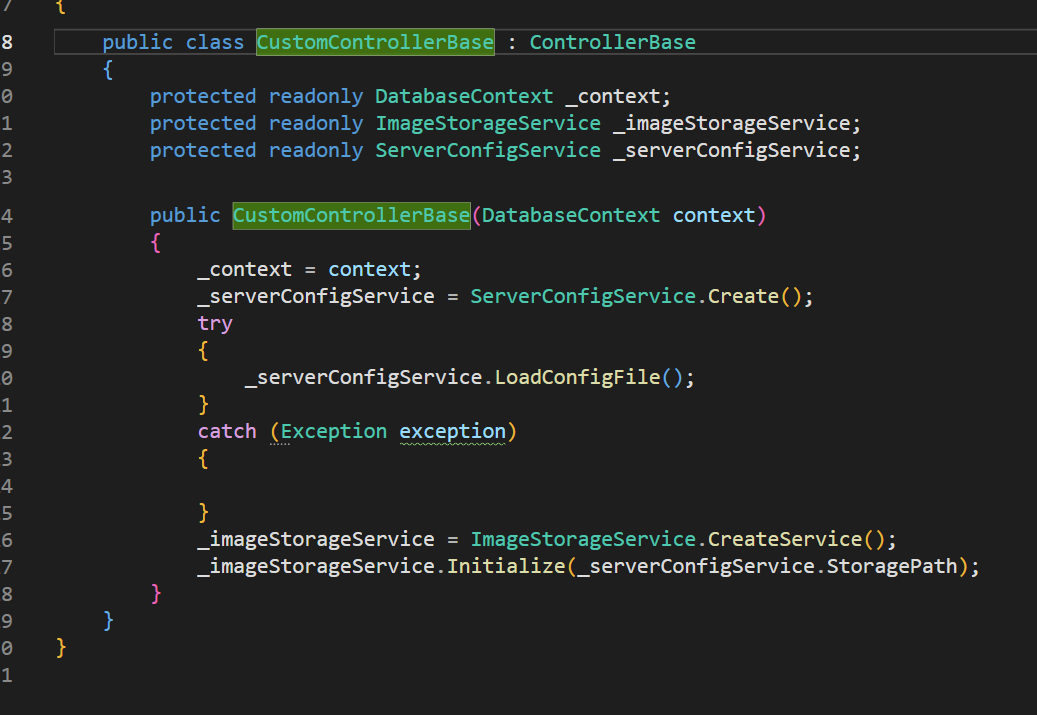 7 {
8 public class CustomControllerBase : ControllerBase
9 {
0 protected readonly DatabaseContext _context;
1 protected readonly ImageStorageService _imageStorageService;
2 protected readonly ServerConfigService _serverConfigService;
3
4 public CustomControllerBase(DatabaseContext context)
5 {
6 _context = context;
7 _serverConfigService = ServerConfigService.Create();
8 try
9 {
0 _serverConfigService.LoadConfigFile();
1 }
2 catch (Exception exception)
3 {
4
5 }
6 _imageStorageService = ImageStorageService.CreateService();
7 _imageStorageService.Initialize(_serverConfigService.StoragePath);
8 }
9 }
0 }
1